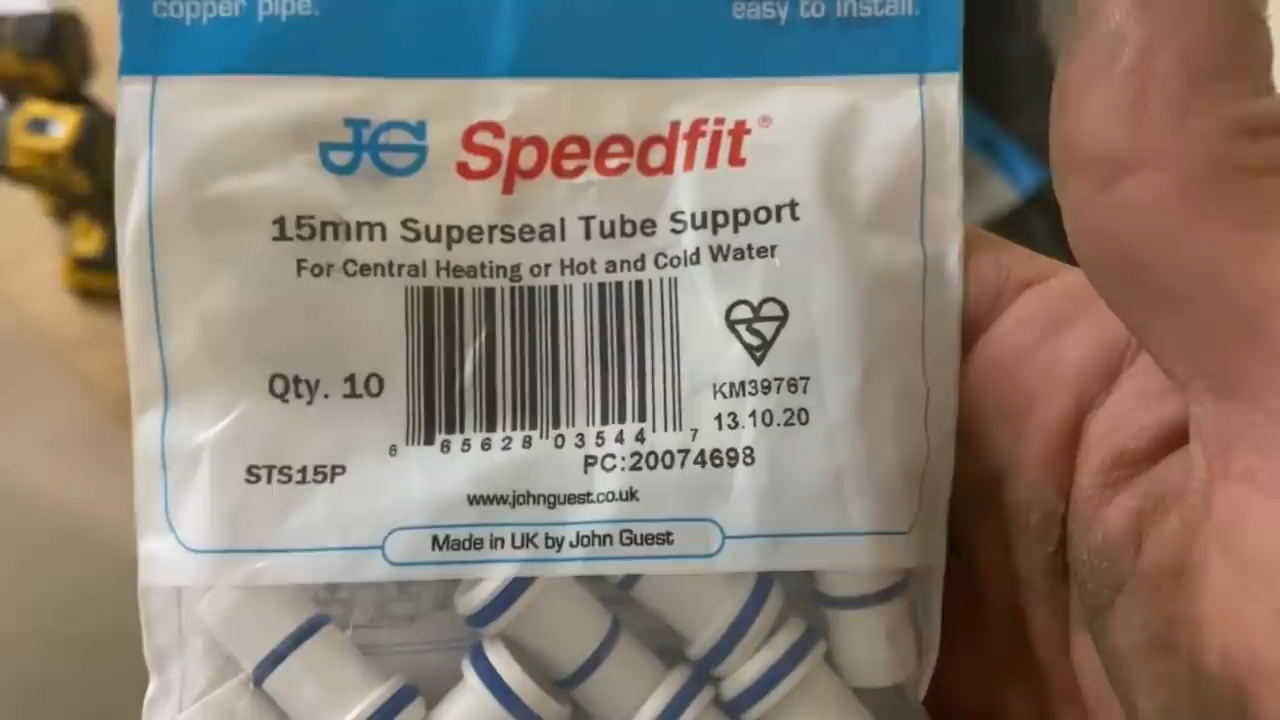 copper pipe.
easy to install.
JG Speedfit®
15mm Superseal Tube Support
For Central Heating or Hot and Cold Water
Qty. 10
6 65628 03544 7
KM39767
13.10.20
PC:20074698
STS15P
www.johnguest.co.uk
Made in UK by John Guest